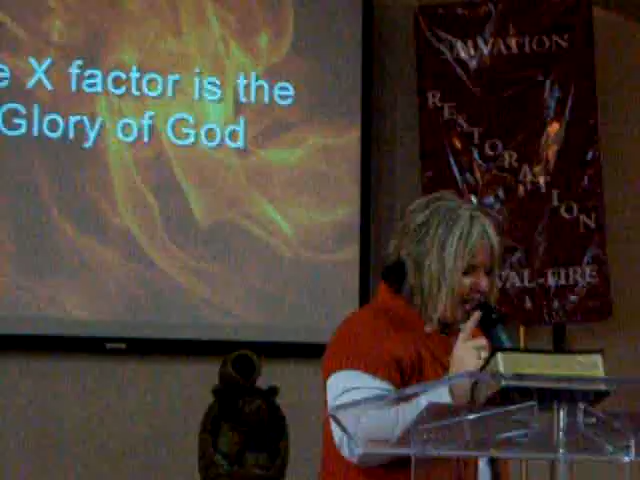 X factor is the
Glory of God
SALVATION
RESTORATION
VAL-FIRE